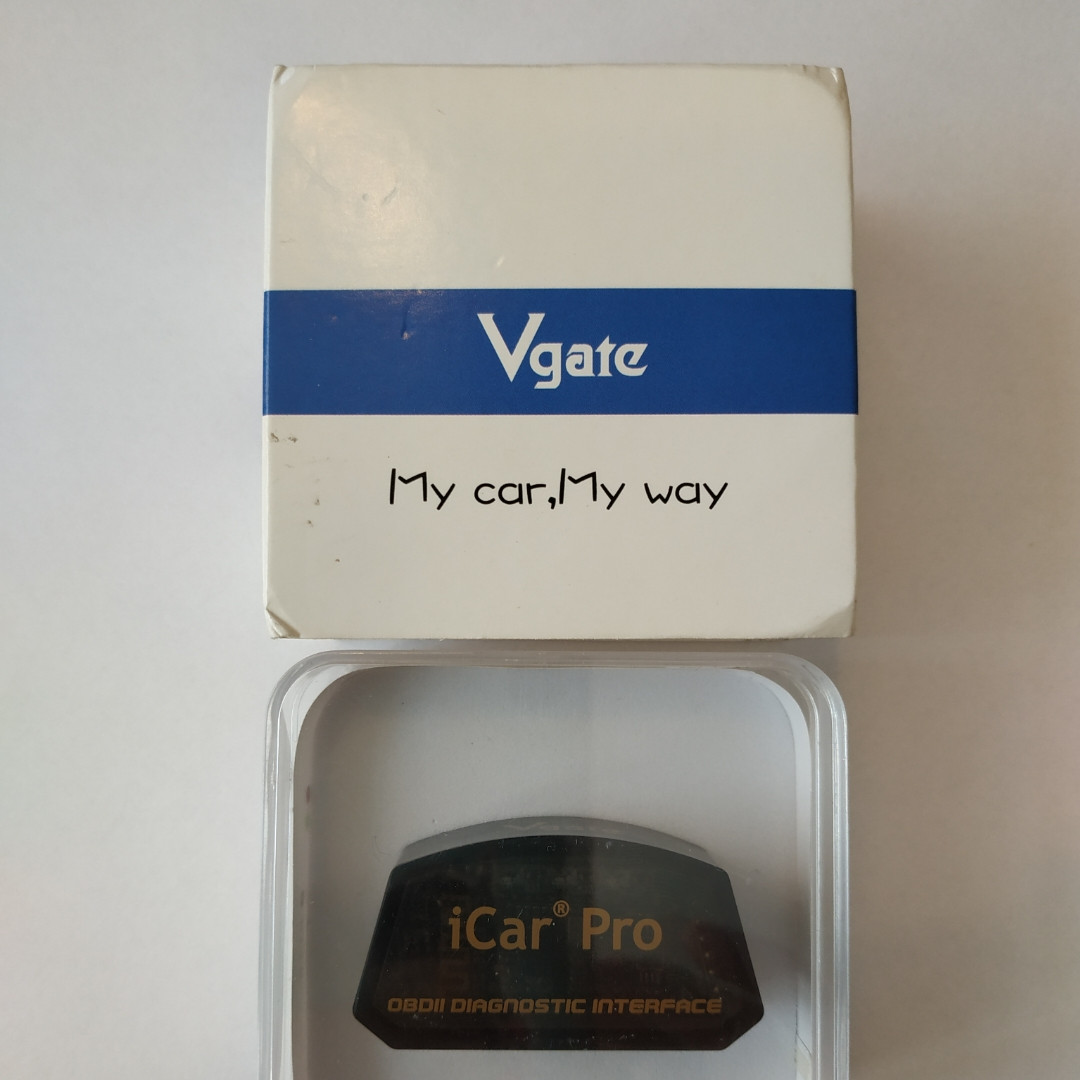 Vgate
My car,My way
iCar® Pro
OBDII DIAGNOSTIC INTERFACE